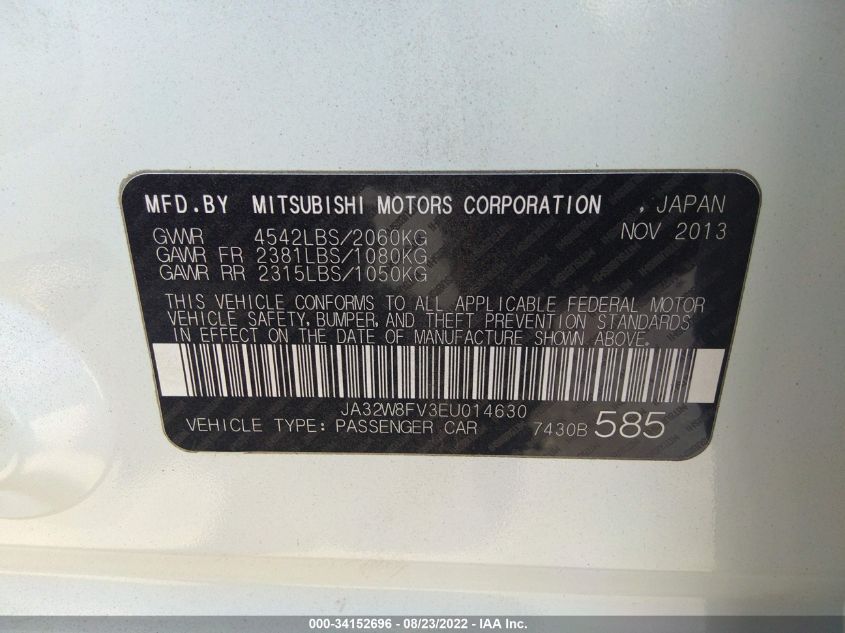 MFD.BY MITSUBISHI MOTORS CORPORATION , JAPAN
GVWR 4542LBS/2060KG NOV 2013
GAWR FR 2381LBS/1080KG
GAWR RR 2315LBS/1050KG
THIS VEHICLE CONFORMS TO ALL APPLICABLE FEDERAL MOTOR
VEHICLE SAFETY, BUMPER, AND THEFT PREVENTION STANDARDS
IN EFFECT ON THE DATE OF MANUFACTURE SHOWN ABOVE.
JA32W8FV3EU014630
VEHICLE TYPE: PASSENGER CAR 7430B 585
000-34152696 - 08/23/2022 - IAA Inc.